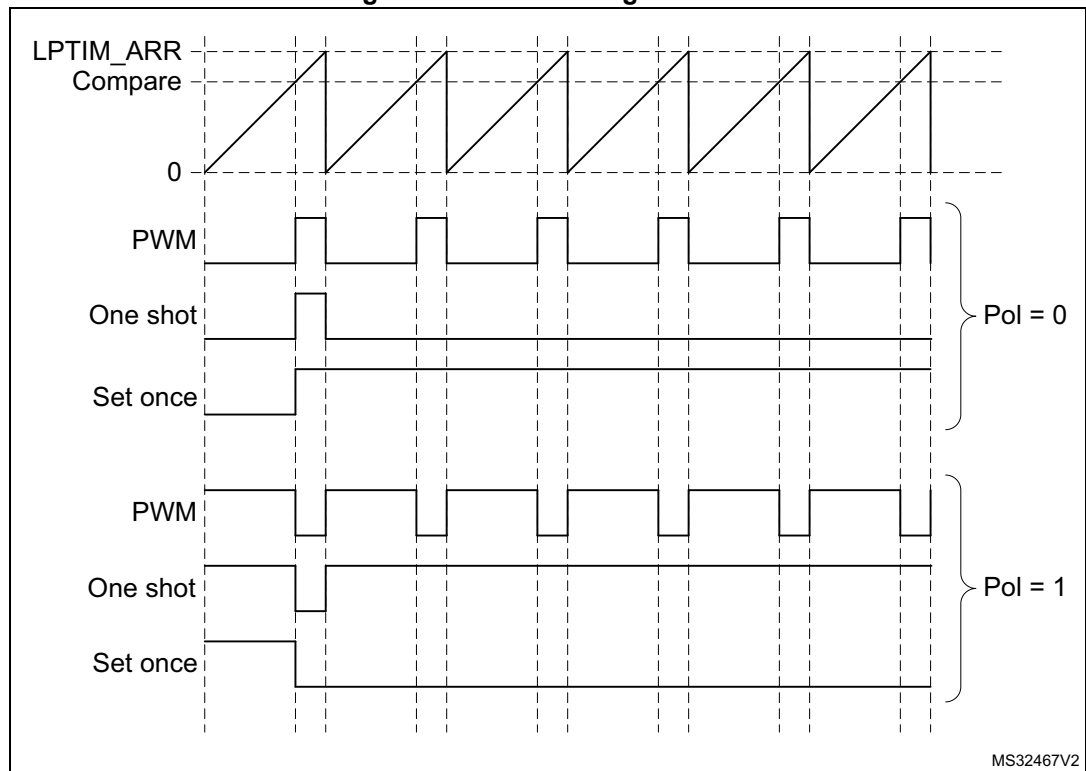 LPTIM_ARR
Compare
0
PWM
One shot
Pol = 0
Set once
PWM
One shot
Pol = 1
Set once
MS32467V2